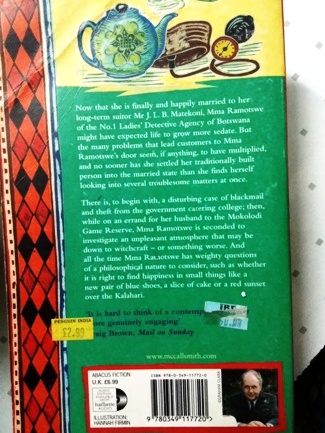 Now that she is finally and happily married to her
long-term suitor Mr J. L. B. Matekoni, Mma Ramotswe
of the No.1 Ladies' Detective Agency of Botswana
might have expected life to grow more sedate. But
the many problems that lead customers to Mma
Ramotswe's door seem, if anything, to have multiplied,
and no sooner has she settled her traditionally built
person into the married state than she finds herself
looking into several troublesome matters at once.
There is, to begin with, a disturbing case of blackmail
and theft from the government catering college; then,
while on an errand for her husband to the Mokolodi
Game Reserve, Mma Ramotswe is seconded to
investigate an unpleasant atmosphere that may be
down to witchcraft – or something worse. And
all the time Mma Ramotswe has weighty questions
of a philosophical nature to consider, such as whether
it is right to find happiness in small things like a
new pair of blue shoes, a slice of cake or a red sunset
over the Kalahari.
'It is hard to think of a
more genuinely engaging'
Craig Brown, Mail on Sunday
PENGUIN INDIA
£2.99
www.mccallsmith.com
ABACUS FICTION
U.K. £6.99
ISBN 978-0-349-11772-0
9 780349 117720
ILLUSTRATION:
HANNAH FIRMIN